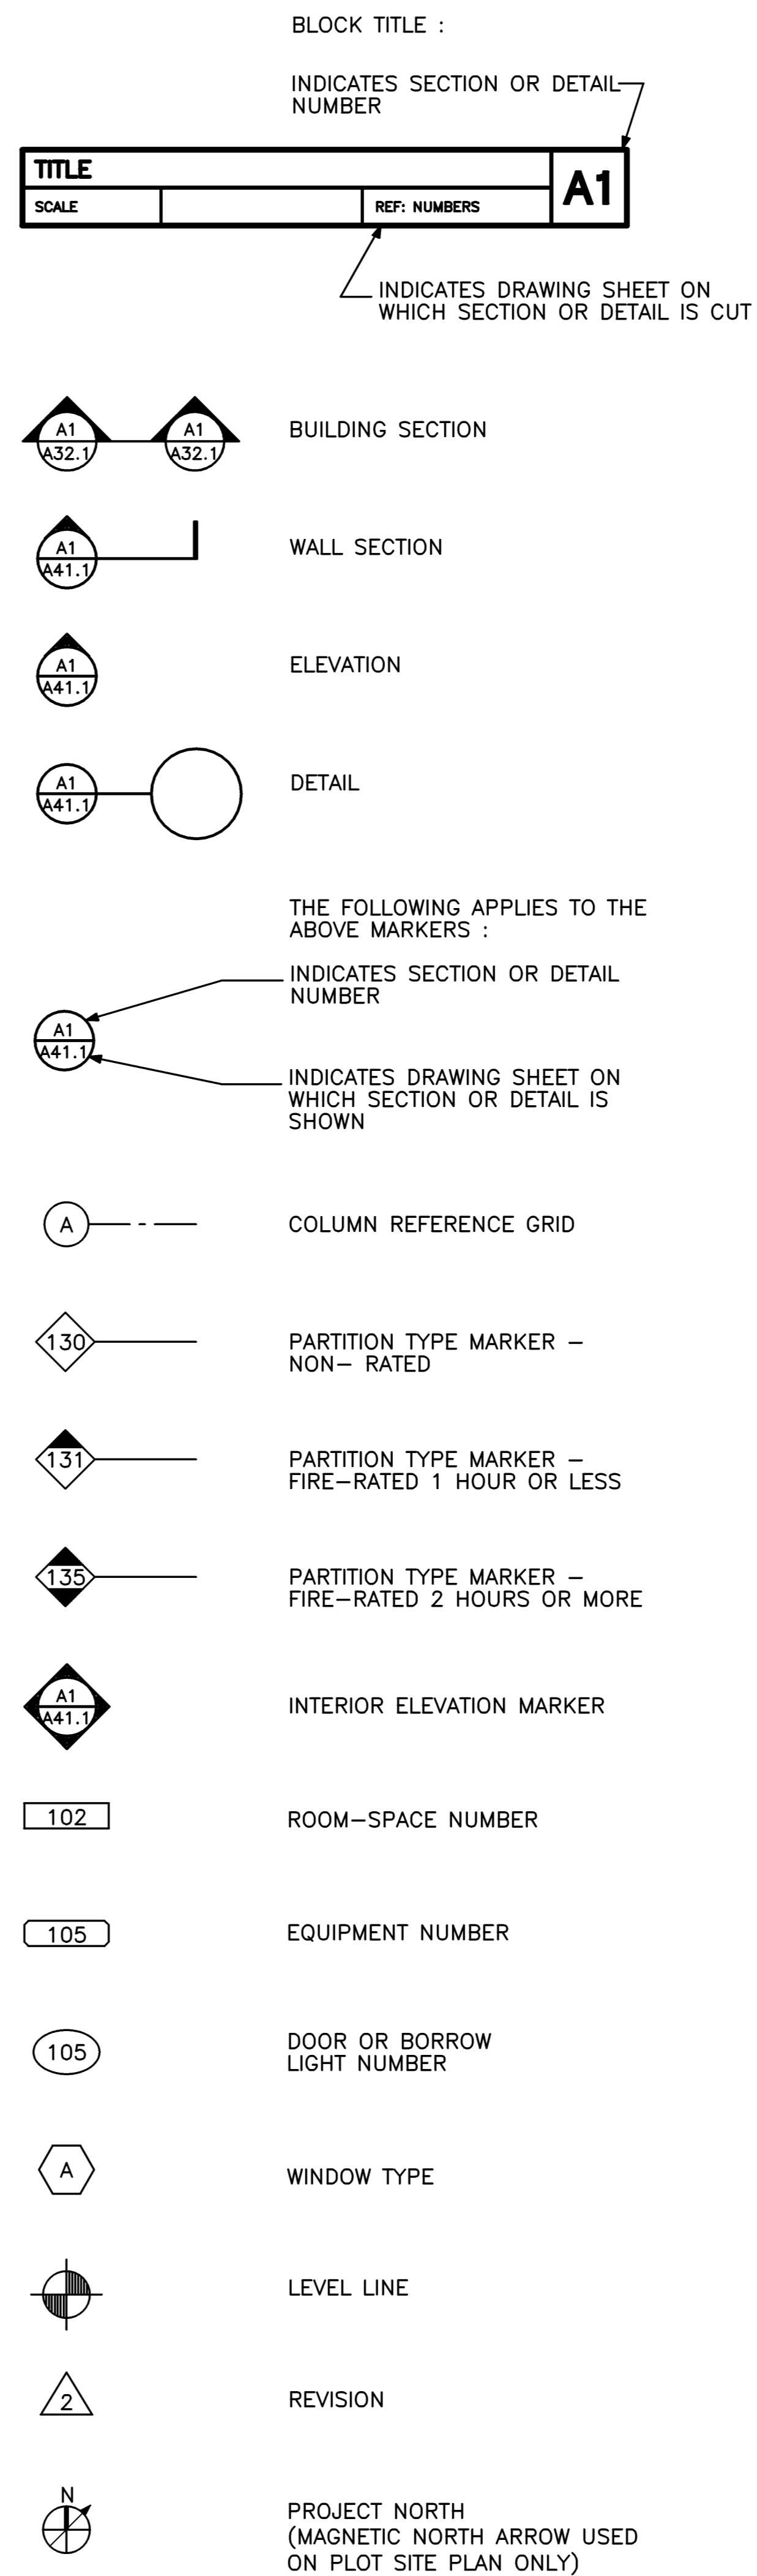 BLOCK TITLE :
INDICATES SECTION OR DETAIL
NUMBER
TITLE
A1
SCALE
REF: NUMBERS
INDICATES DRAWING SHEET ON
WHICH SECTION OR DETAIL IS CUT
A1
A32.1
A1
A32.1
BUILDING SECTION
A1
A41.1
WALL SECTION
A1
A41.1
ELEVATION
A1
A41.1
DETAIL
THE FOLLOWING APPLIES TO THE
ABOVE MARKERS :
INDICATES SECTION OR DETAIL
NUMBER
A1
A41.1
INDICATES DRAWING SHEET ON
WHICH SECTION OR DETAIL IS
SHOWN
A
COLUMN REFERENCE GRID
130
PARTITION TYPE MARKER –
NON– RATED
131
PARTITION TYPE MARKER –
FIRE–RATED 1 HOUR OR LESS
135
PARTITION TYPE MARKER –
FIRE–RATED 2 HOURS OR MORE
A1
A41.1
INTERIOR ELEVATION MARKER
102
ROOM–SPACE NUMBER
105
EQUIPMENT NUMBER
105
DOOR OR BORROW
LIGHT NUMBER
A
WINDOW TYPE
LEVEL LINE
2
REVISION
N
PROJECT NORTH
(MAGNETIC NORTH ARROW USED
ON PLOT SITE PLAN ONLY)